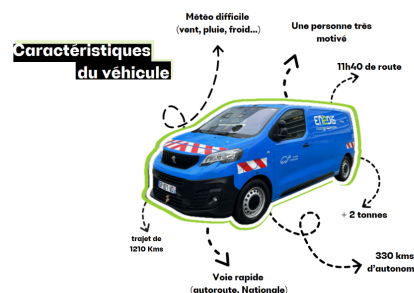 Météo difficile
(vent, pluie, froid...)
Une personne très
motivé
Caractéristiques
du véhicule
11h40 de route
ENEDIS
+ 2 tonnes
trajet de
1210 Kms
330 kms
d'autonom
Voie rapide
(autoroute, Nationale)